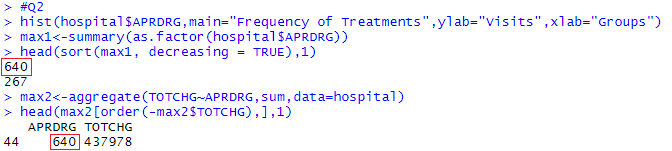 > #Q2
> hist(hospital$APRDRG,main="Frequency of Treatments",ylab="Visits",xlab="Groups")
> max1<-summary(as.factor(hospital$APRDRG))
> head(sort(max1, decreasing = TRUE),1)
640
267
> max2<-aggregate(TOTCHG~APRDRG,sum,data=hospital)
> head(max2[order(-max2$TOTCHG),],1)
APRDRG TOTCHG
44 640 437978